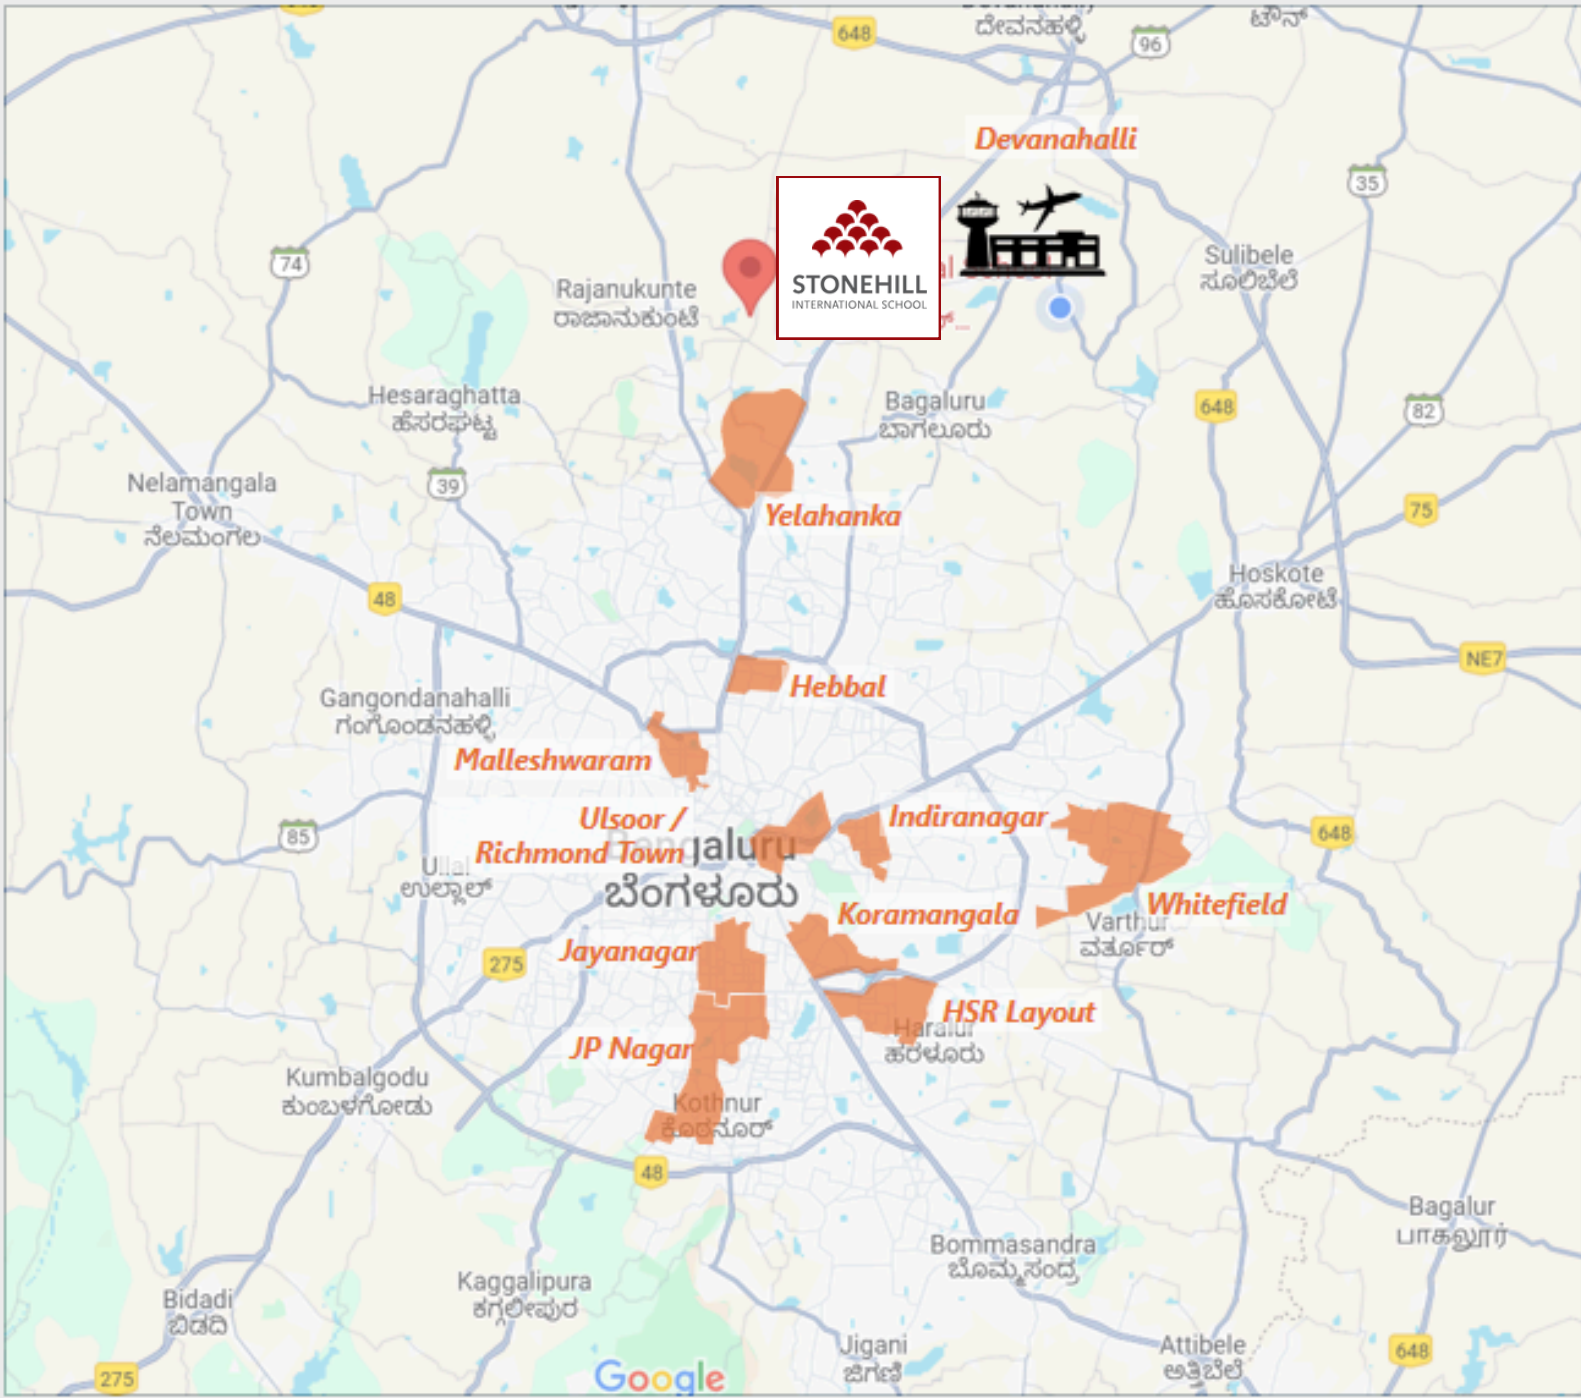 648
ದೇವನಹಳ್ಳಿ
96
ಟೌನ್
Devanahalli
35
74
STONEHILL
INTERNATIONAL SCHOOL
Sulibele
ಸೂಲಿಬೆಲೆ
Rajanukunte
ರಾಜಾನುಕುಂಟೆ
Hesaraghatta
ಹೆಸರಘಟ್ಟ
Bagaluru
ಬಾಗಲೂರು
648
82
39
Nelamangala
Town
ನೆಲಮಂಗಲ
Yelahanka
75
48
Hoskote
ಹೊಸಕೋಟೆ
NE7
Hebbal
Gangondanahalli
ಗಂಗೊಂಡನಹಳ್ಳಿ
Malleshwaram
85
Ulsoor /
Richmond Town
ಬೆಂಗಳೂರು
Indiranagar
648
ಉಲ್ಲಾಳ್
Koramangala
Whitefield
Varthur
ವರ್ತೂರ್
Jayanagar
275
HSR Layout
Haralur
ಹರಳೂರು
JP Nagar
Kumbalgodu
ಕುಂಬಳಗೋಡು
Kothnur
ಕೊಠನೂರ್
48
Bagalur
பாகலூர்
Bommasandra
ಬೊಮ್ಮಸಂದ್ರ
Kaggalipura
ಕಗ್ಗಲೀಪುರ
Bidadi
ಬಿಡದಿ
Jigani
ಜಿಗಣಿ
Attibele
ಅತ್ತಿಬೆಲೆ
648
275
Google